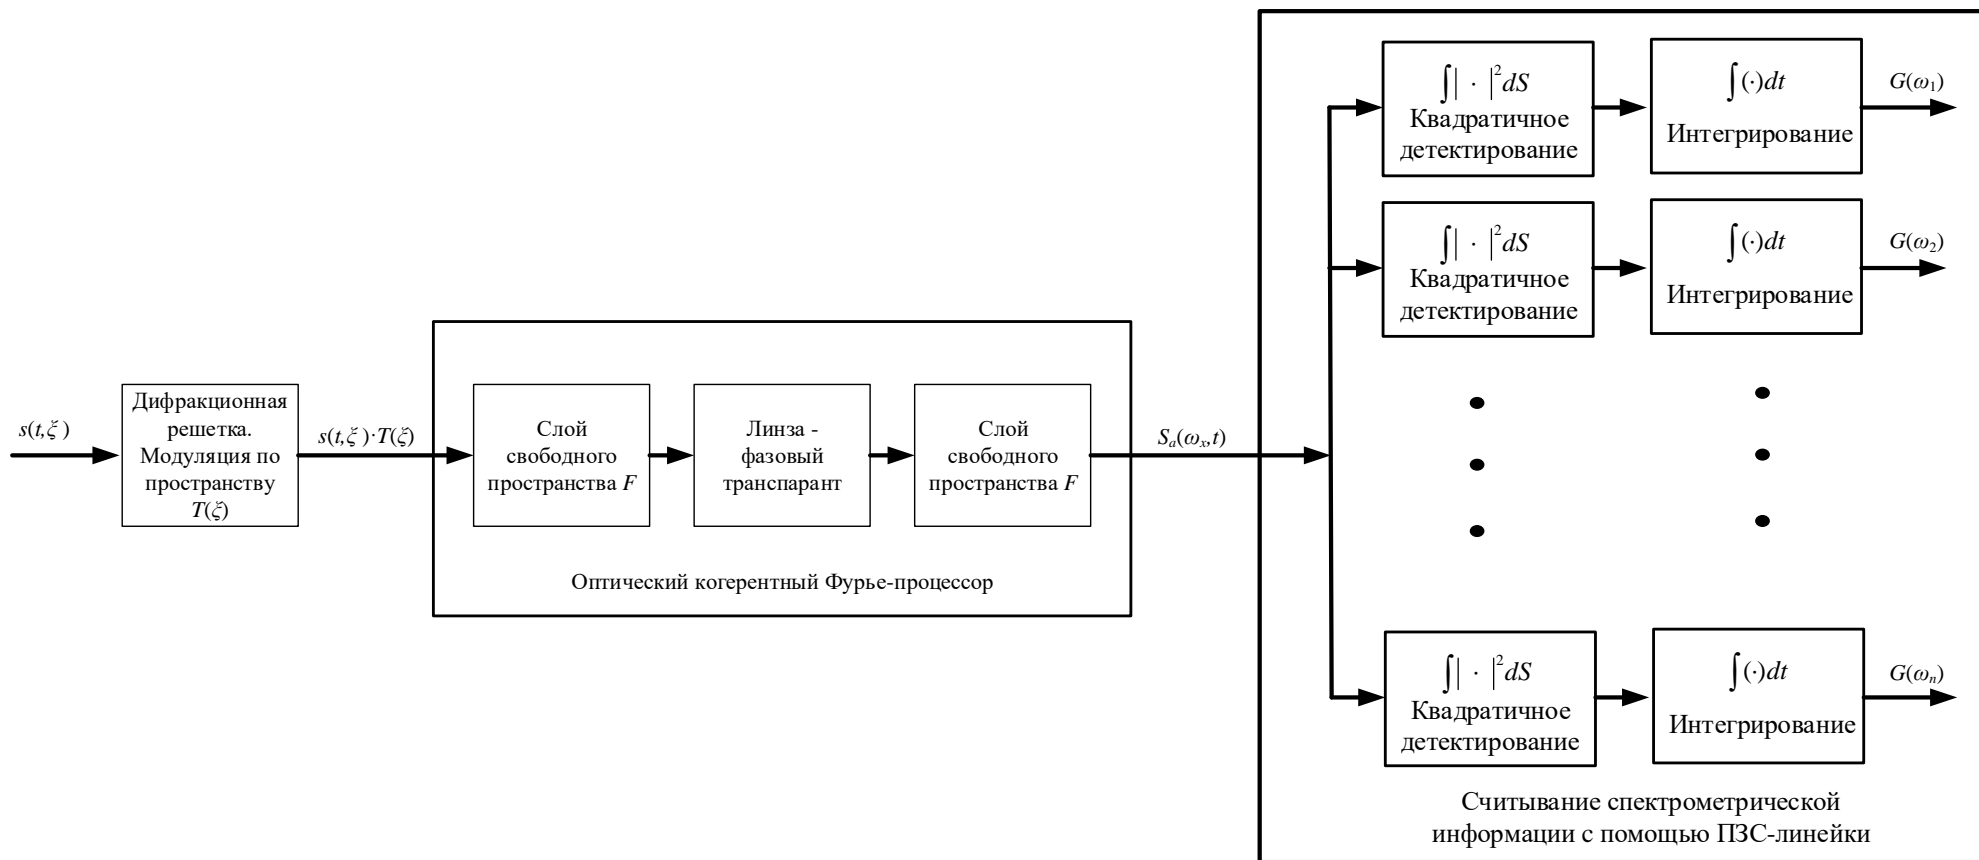 s(t,ξ)
Дифракционная
решетка.
Модуляция по
пространству
T(ξ)
s(t,ξ)·T(ξ)
Слой
свободного
пространства F
Линза -
фазовый
транспарант
Слой
свободного
пространства F
Оптический когерентный Фурье-процессор
Sₐ(ωₓ,t)
∫| · |²dS
Квадратичное
детектирование
∫(·)dt
Интегрирование
G(ω₁)
∫| · |²dS
Квадратичное
детектирование
∫(·)dt
Интегрирование
G(ω₂)
∫| · |²dS
Квадратичное
детектирование
∫(·)dt
Интегрирование
G(ωₙ)
Считывание спектрометрической
информации с помощью ПЗС-линейки